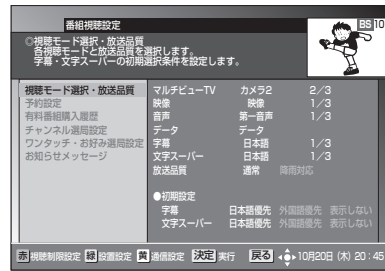 番組視聴設定
BS 10
◎視聴モード選択・放送品質
各視聴モードと放送品質を選択します。
字幕・文字スーパーの初期選択条件を設定します。
視聴モード選択・放送品質
予約設定
有料番組購入履歴
チャンネル選局設定
ワンタッチ・お好み選局設定
お知らせメッセージ
マルチビューTV カメラ2 2/3
映像 映像 1/3
音声 第一音声 1/3
データ データ
字幕 日本語 1/3
文字スーパー 日本語 1/3
放送品質 通常 降雨対応
●初期設定
字幕 日本語優先 外国語優先 表示しない
文字スーパー 日本語優先 外国語優先 表示しない
赤 視聴制限設定 緑 設置設定 黄 通信設定 決定 実行 戻る 10月20日 (木) 20:45